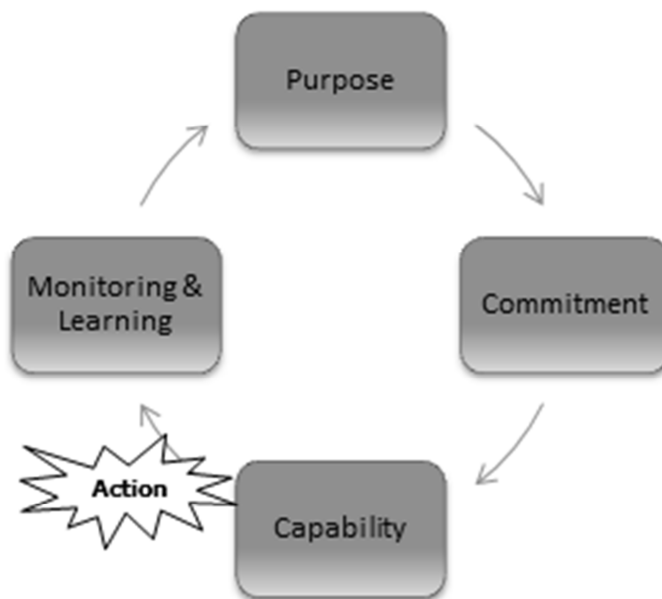 Purpose
Commitment
Capability
Action
Monitoring &
Learning